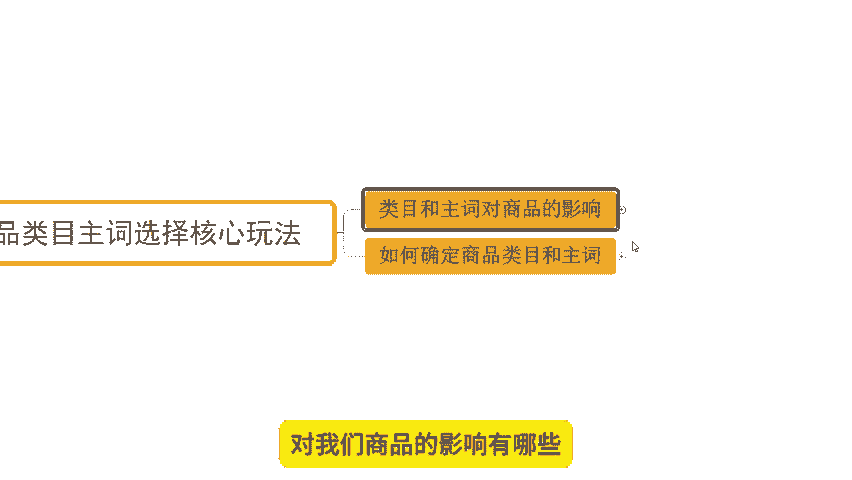 品类目主词选择核心玩法
类目和主词对商品的影响
如何确定商品类目和主词
对我们商品的影响有哪些